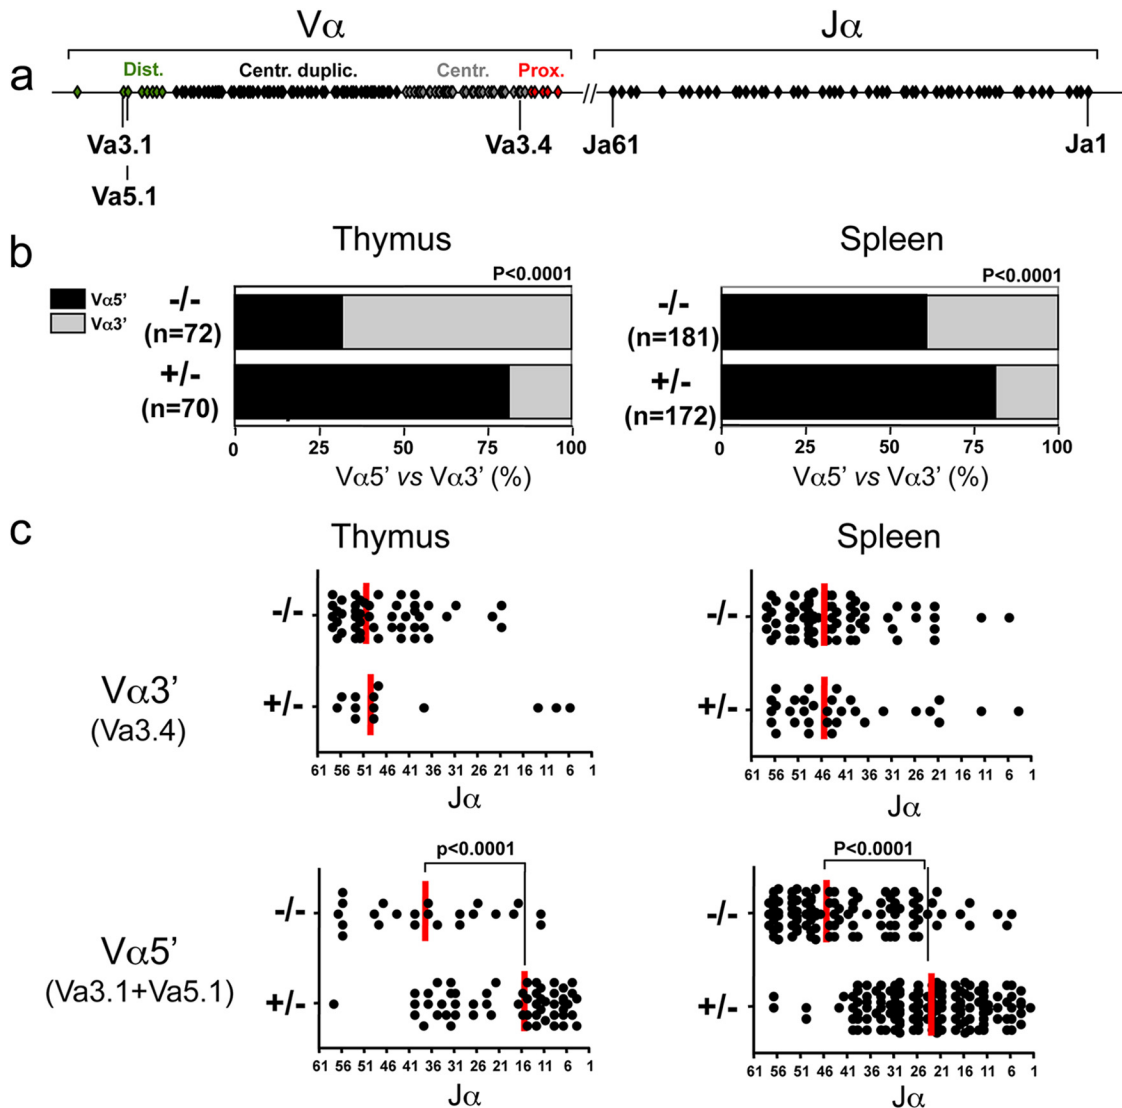 Vα Jα
a
Dist. Centr. duplic. Centr. Prox.
//
Va3.1 Va3.4 Ja61 Ja1
Va5.1
b
Thymus Spleen
P<0.0001 P<0.0001
Vα5'
Vα3'
-/- -/-
(n=72) (n=181)
+/- +/-
(n=70) (n=172)
0 25 50 75 100 0 25 50 75 100
Vα5' vs Vα3' (%) Vα5' vs Vα3' (%)
c
Thymus Spleen
-/- -/-
Vα3'
(Va3.4)
+/- +/-
61 56 51 46 41 36 31 26 21 16 11 6 1 61 56 51 46 41 36 31 26 21 16 11 6 1
Jα Jα
p<0.0001 P<0.0001
-/- -/-
Vα5'
(Va3.1+Va5.1)
+/- +/-
61 56 51 46 41 36 31 26 21 16 11 6 1 61 56 51 46 41 36 31 26 21 16 11 6 1
Jα Jα